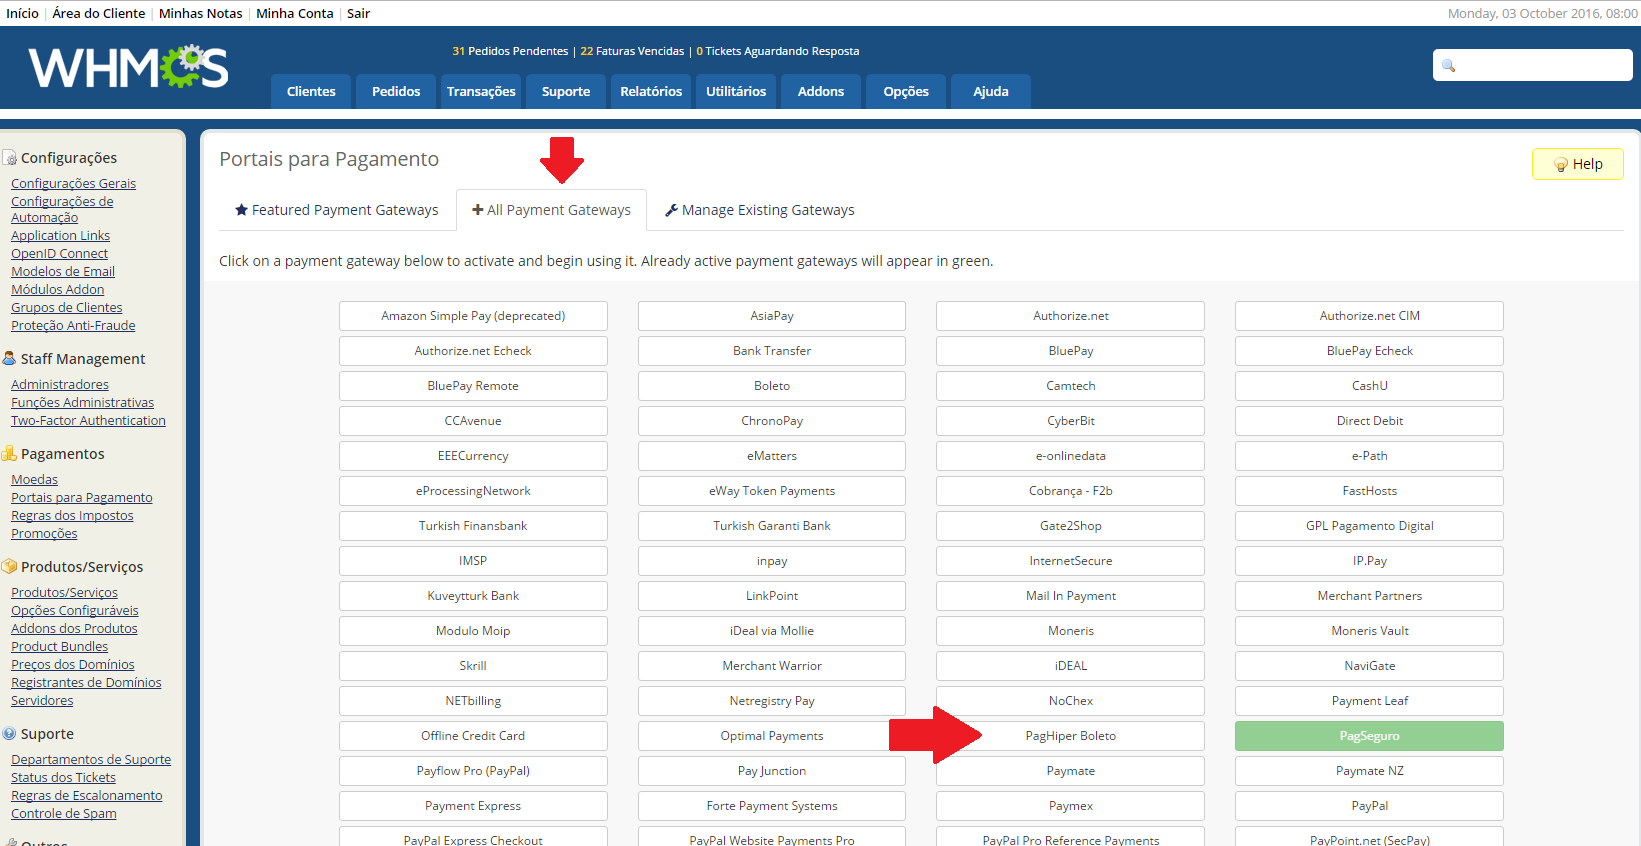 Início | Área do Cliente | Minhas Notas | Minha Conta | Sair
Monday, 03 October 2016, 08:00
WHMCS
31 Pedidos Pendentes | 22 Faturas Vencidas | 0 Tickets Aguardando Resposta
Clientes Pedidos Transações Suporte Relatórios Utilitários Addons Opções Ajuda
Configurações
Configurações Gerais
Configurações de
Automação
Application Links
OpenID Connect
Modelos de Email
Módulos Addon
Grupos de Clientes
Proteção Anti-Fraude
Staff Management
Administradores
Funções Administrativas
Two-Factor Authentication
Pagamentos
Moedas
Portais para Pagamento
Regras dos Impostos
Promoções
Produtos/Serviços
Produtos/Serviços
Opções Configuráveis
Addons dos Produtos
Product Bundles
Preços dos Domínios
Registrantes de Domínios
Servidores
Suporte
Departamentos de Suporte
Status dos Tickets
Regras de Escalonamento
Controle de Spam
Outros
Portais para Pagamento
Help
Featured Payment Gateways All Payment Gateways Manage Existing Gateways
Click on a payment gateway below to activate and begin using it. Already active payment gateways will appear in green.
Amazon Simple Pay (deprecated) AsiaPay Authorize.net Authorize.net CIM
Authorize.net Echeck Bank Transfer BluePay BluePay Echeck
BluePay Remote Boleto Camtech CashU
CCAvenue ChronoPay CyberBit Direct Debit
EEECurrency eMatters e-onlinedata e-Path
eProcessingNetwork eWay Token Payments Cobrança - F2b FastHosts
Turkish Finansbank Turkish Garanti Bank Gate2Shop GPL Pagamento Digital
IMSP inpay InternetSecure IP.Pay
Kuveytturk Bank LinkPoint Mail In Payment Merchant Partners
Modulo Moip iDeal via Mollie Moneris Moneris Vault
Skrill Merchant Warrior iDEAL NaviGate
NETbilling Netregistry Pay NoChex Payment Leaf
Offline Credit Card Optimal Payments PagHiper Boleto PagSeguro
Payflow Pro (PayPal) Pay Junction Paymate Paymate NZ
Payment Express Forte Payment Systems Paymex PayPal
PayPal Express Checkout PayPal Website Payments Pro PayPal Pro Reference Payments PayPoint.net (SecPay)